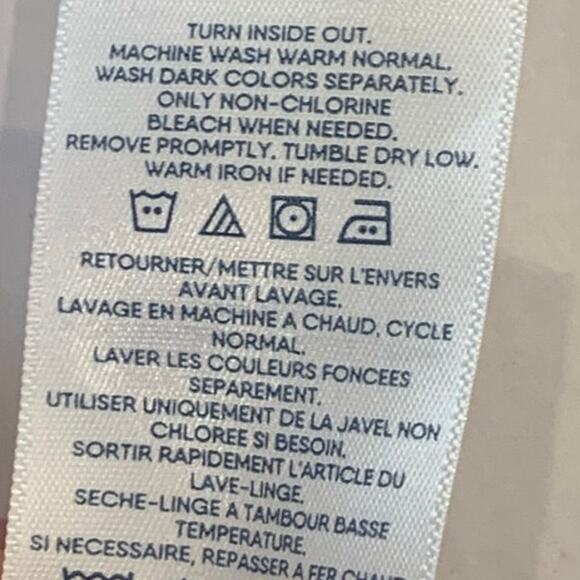 TURN INSIDE OUT.
MACHINE WASH WARM NORMAL.
WASH DARK COLORS SEPARATELY.
ONLY NON-CHLORINE
BLEACH WHEN NEEDED.
REMOVE PROMPTLY. TUMBLE DRY LOW.
WARM IRON IF NEEDED.
RETOURNER/METTRE SUR L'ENVERS
AVANT LAVAGE.
LAVAGE EN MACHINE A CHAUD, CYCLE
NORMAL.
LAVER LES COULEURS FONCEES
SEPAREMENT.
UTILISER UNIQUEMENT DE LA JAVEL NON
CHLOREE SI BESOIN.
SORTIR RAPIDEMENT L'ARTICLE DU
LAVE-LINGE.
SECHE-LINGE A TAMBOUR BASSE
TEMPERATURE.
SI NECESSAIRE, REPASSER A FER